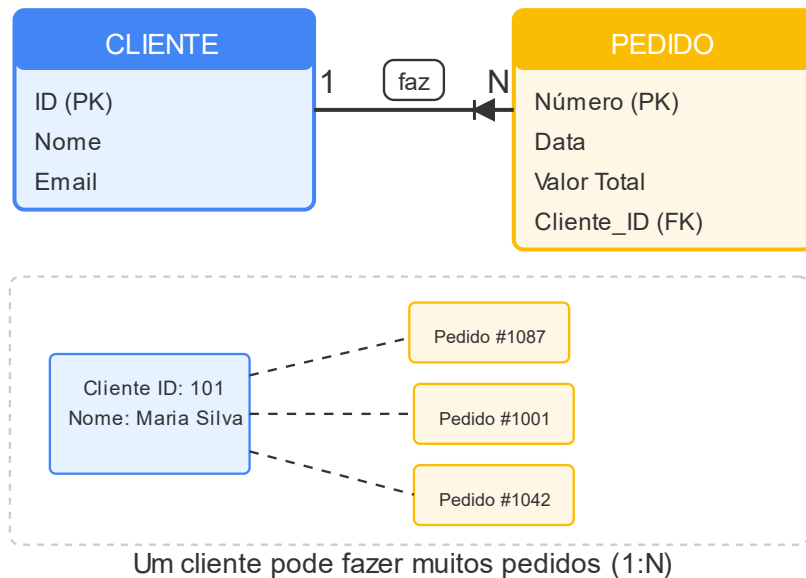 CLIENTE
ID (PK)
Nome
Email
1
faz
N
PEDIDO
Número (PK)
Data
Valor Total
Cliente_ID (FK)
Cliente ID: 101
Nome: Maria Silva
Pedido #1087
Pedido #1001
Pedido #1042
Um cliente pode fazer muitos pedidos (1:N)